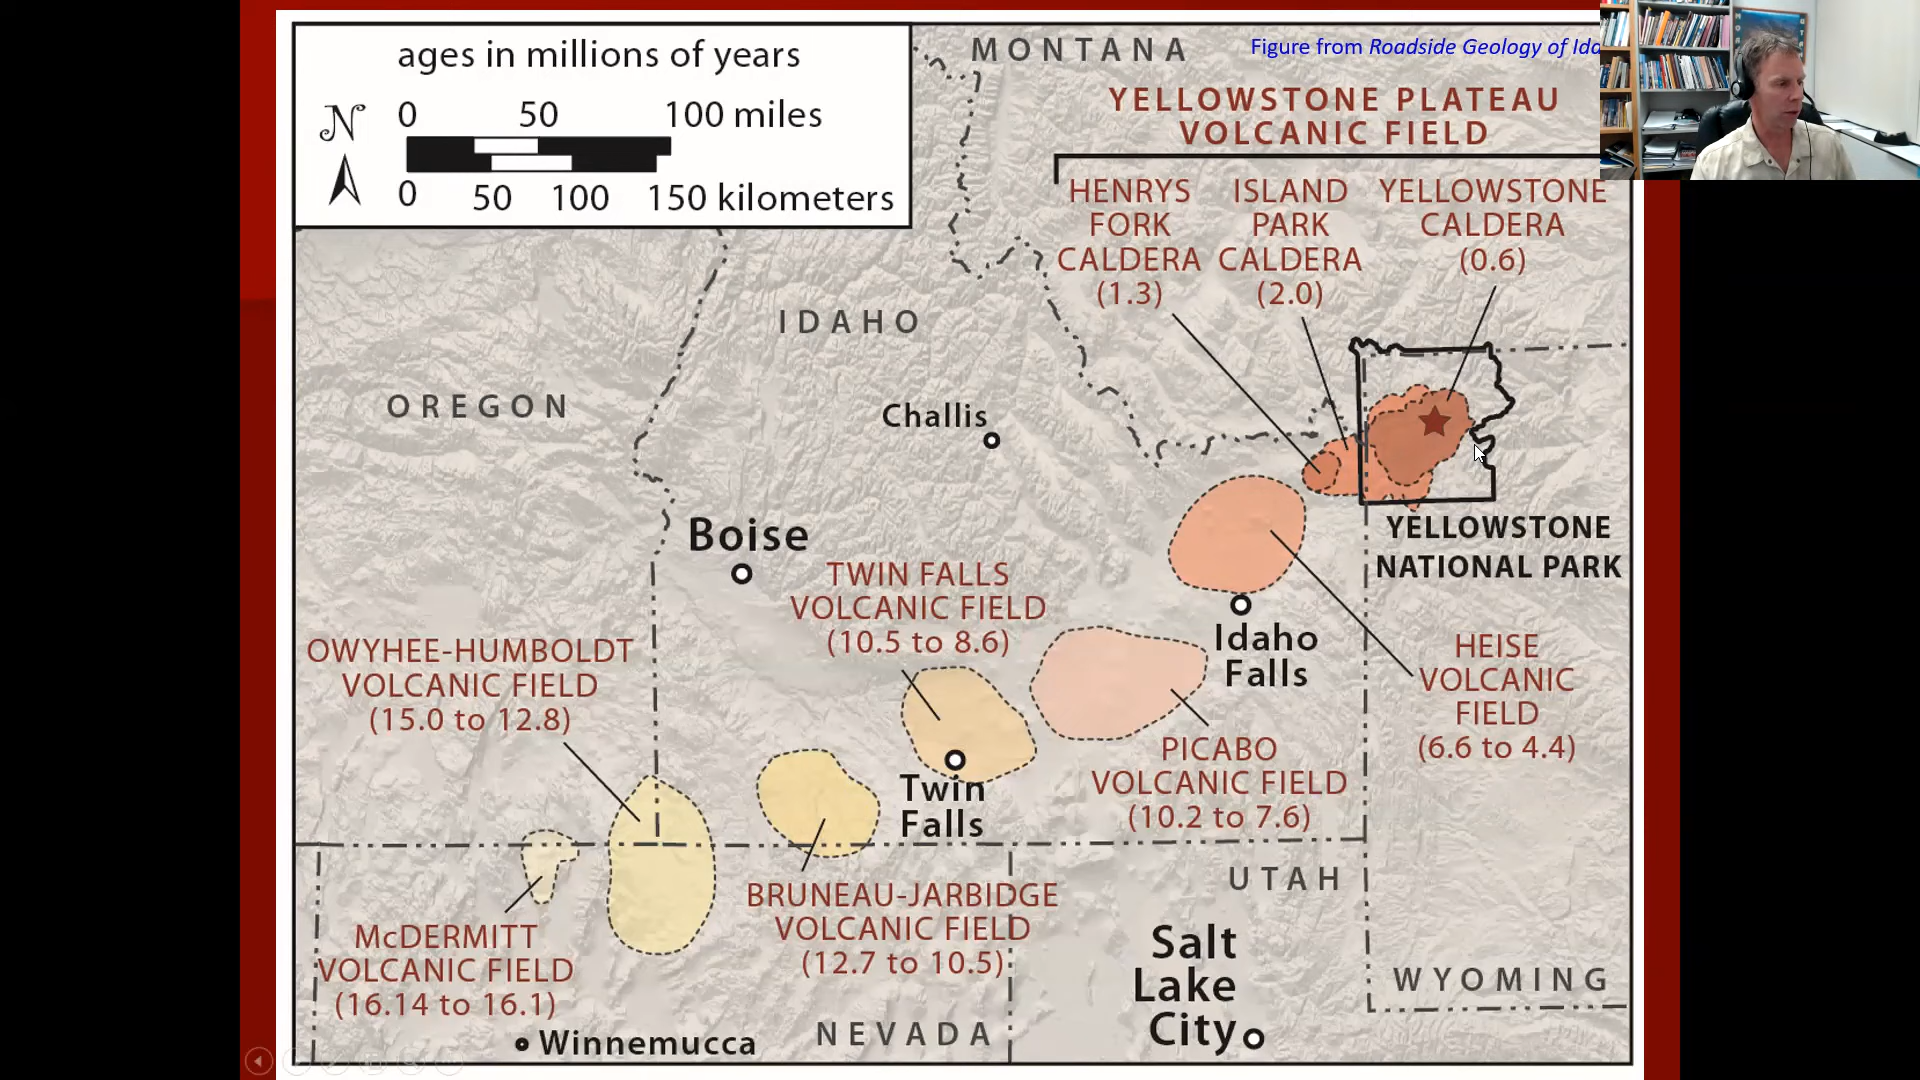 ages in millions of years
N
0 50 100 miles
0 50 100 150 kilometers
MONTANA
Figure from Roadside Geology of Ida
YELLOWSTONE PLATEAU
VOLCANIC FIELD
HENRYS
FORK
CALDERA
(1.3)
ISLAND
PARK
CALDERA
(2.0)
YELLOWSTONE
CALDERA
(0.6)
IDAHO
OREGON
Challis
Boise
YELLOWSTONE
NATIONAL PARK
TWIN FALLS
VOLCANIC FIELD
(10.5 to 8.6)
Idaho
Falls
HEISE
VOLCANIC
FIELD
(6.6 to 4.4)
OWYHEE-HUMBOLDT
VOLCANIC FIELD
(15.0 to 12.8)
PICABO
VOLCANIC FIELD
(10.2 to 7.6)
Twin
Falls
UTAH
BRUNEAU-JARBIDGE
VOLCANIC FIELD
(12.7 to 10.5)
McDERMITT
VOLCANIC FIELD
(16.14 to 16.1)
Salt
Lake
City
WYOMING
NEVADA
Winnemucca